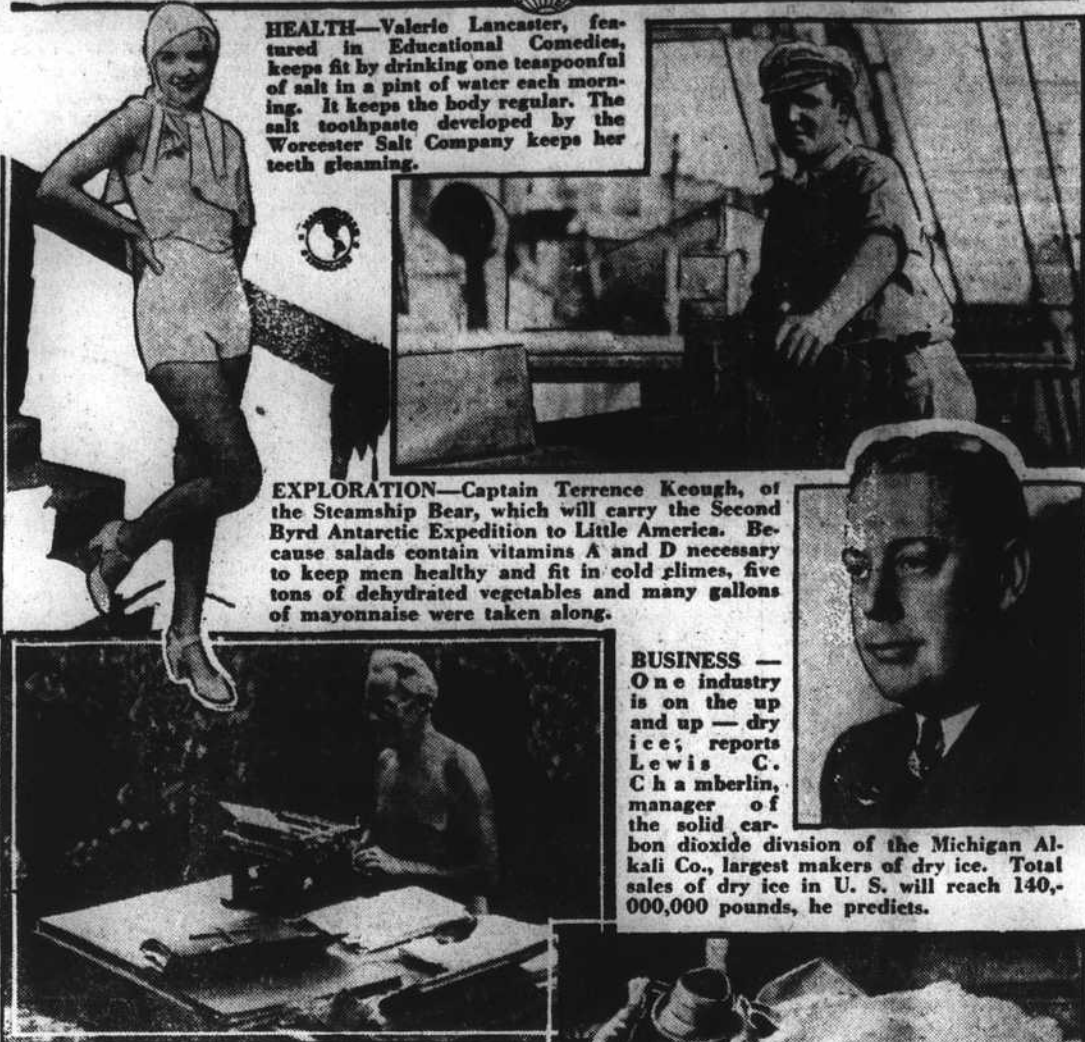 HEALTH—Valerie Lancaster, fea-
tured in Educational Comedies,
keeps fit by drinking one teaspoonful
of salt in a pint of water each morn-
ing. It keeps the body regular. The
salt toothpaste developed by the
Worcester Salt Company keeps her
teeth gleaming.
EXPLORATION—Captain Terrence Keough, of
the Steamship Bear, which will carry the Second
Byrd Antarctic Expedition to Little America. Be-
cause salads contain vitamins A and D necessary
to keep men healthy and fit in cold climes, five
tons of dehydrated vegetables and many gallons
of mayonnaise were taken along.
BUSINESS —
One industry
is on the up
and up — dry
ice; reports
Lewis C.
Chamberlin,
manager of
the solid car-
bon dioxide division of the Michigan Al-
kali Co., largest makers of dry ice. Total
sales of dry ice in U. S. will reach 140,-
000,000 pounds, he predicts.